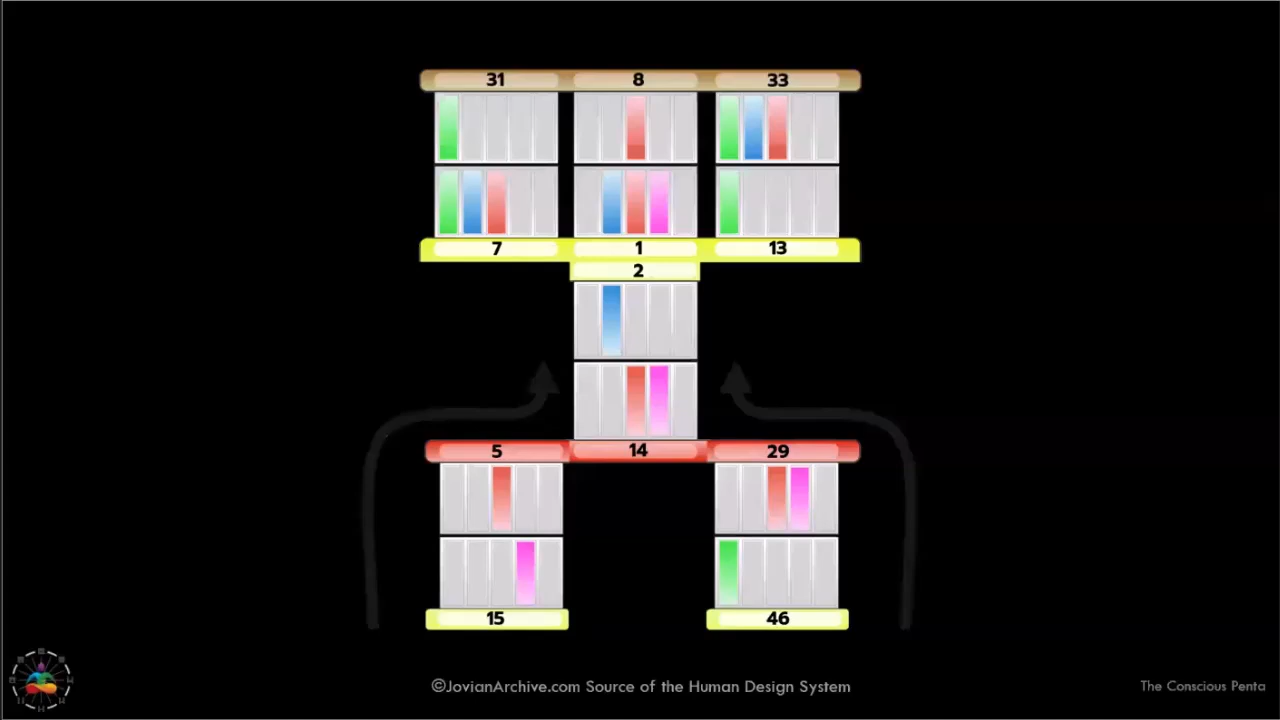 31 8 33
7 1 13
2
5 14 29
15 46
©JovianArchive.com Source of the Human Design System
The Conscious Penta